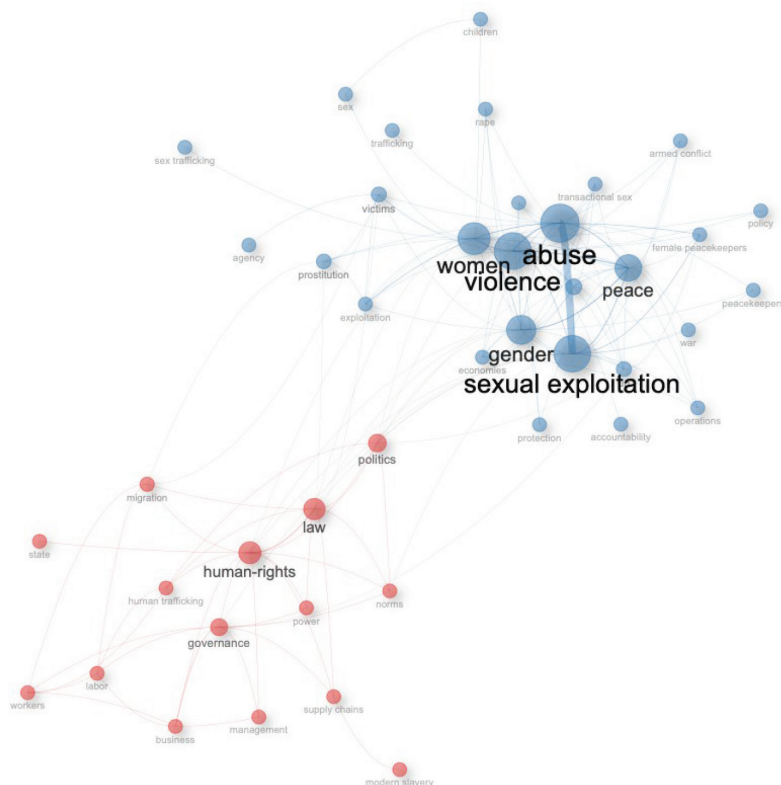 children
sex
rape
trafficking
armed conflict
sex trafficking
transactional sex
victims
policy
agency
women
abuse
female peacekeepers
prostitution
violence
peace
exploitation
peacekeepers
gender
war
economies
sexual exploitation
operations
protection
accountability
politics
migration
law
state
human-rights
human trafficking
power
norms
governance
labor
workers
supply chains
business
management
modern slavery